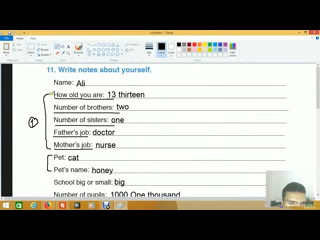 11. Write notes about yourself.
Name: Ali
How old you are: 13 thirteen
Number of brothers: two
Number of sisters: one
Father's job: doctor
Mother's job: nurse
Pet: cat
Pet's name: honey
School big or small: big
Number of pupils: 1000 One thousand